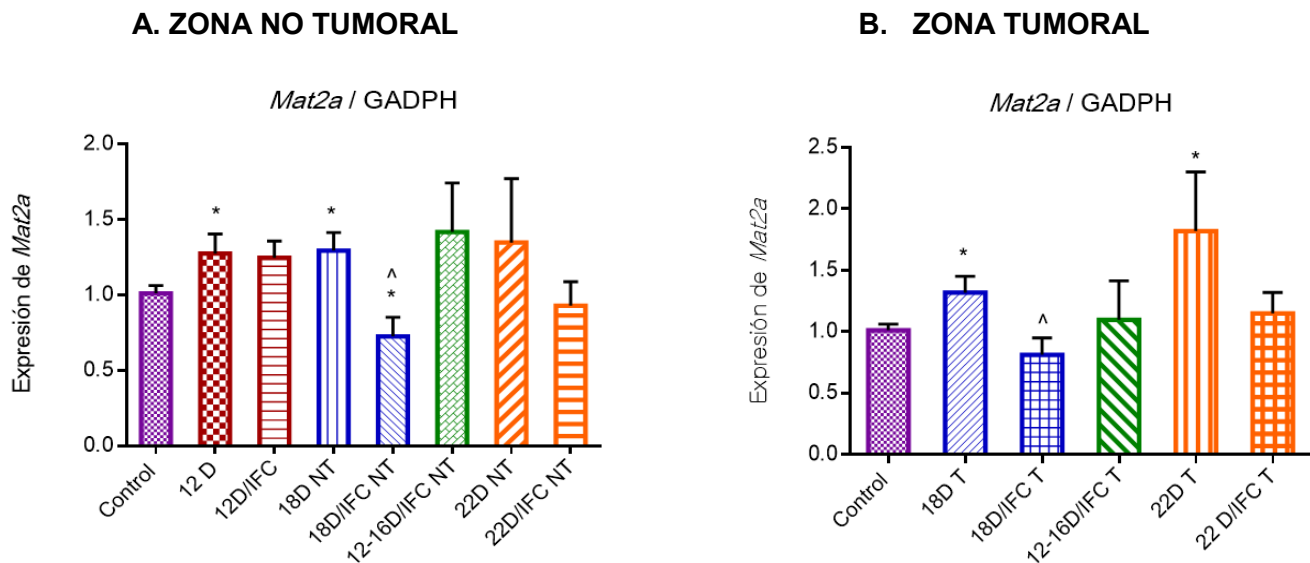 A. ZONA NO TUMORAL
Mat2a / GADPH
Expresión de Mat2a
2.0
1.5
1.0
0.5
0.0
*
*
^
*
Control
12 D
12D/IFC
18D NT
18D/IFC NT
12-16D/IFC NT
22D NT
22D/IFC NT
B. ZONA TUMORAL
Mat2a / GADPH
Expresión de Mat2a
2.5
2.0
1.5
1.0
0.5
0.0
*
^
*
Control
18D T
18D/IFC T
12-16D/IFC T
22D T
22 D/IFC T